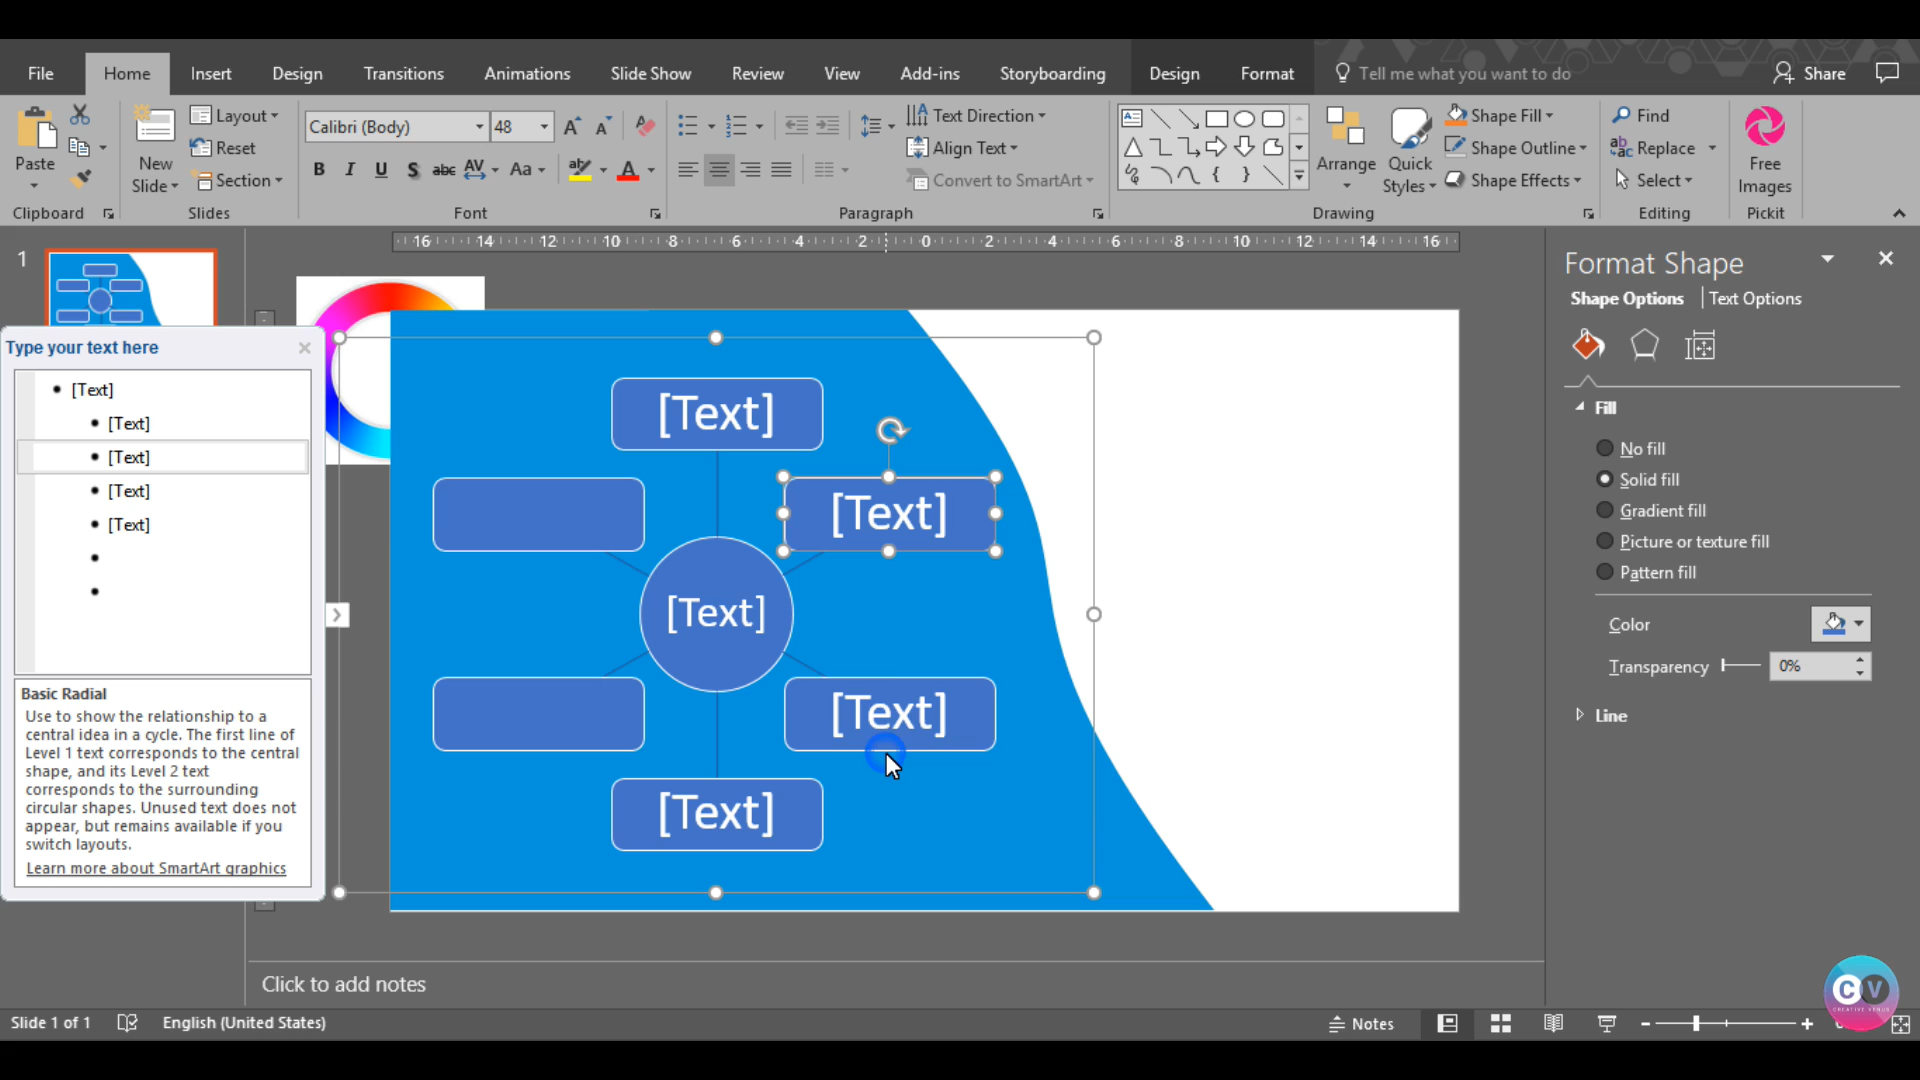 File Home Insert Design Transitions Animations Slide Show Review View Add-ins Storyboarding Design Format Tell me what you want to do Share
Paste
Clipboard
New
Slide
Layout
Reset
Section
Slides
Calibri (Body) 48
B I U S abc AV Aa A
Font
Text Direction
Align Text
Convert to SmartArt
Paragraph
Arrange
Quick
Styles
Shape Fill
Shape Outline
Shape Effects
Drawing
Find
Replace
Select
Editing
Free
Images
Pickit
1
16 14 12 10 8 6 4 2 0 2 4 6 8 10 12 14 16
Type your text here
[Text]
[Text]
[Text]
[Text]
[Text]
Basic Radial
Use to show the relationship to a
central idea in a cycle. The first line of
Level 1 text corresponds to the central
shape, and its Level 2 text
corresponds to the surrounding
circular shapes. Unused text does not
appear, but remains available if you
switch layouts.
Learn more about SmartArt graphics
[Text]
[Text]
[Text]
[Text]
[Text]
Format Shape
Shape Options Text Options
Fill
No fill
Solid fill
Gradient fill
Picture or texture fill
Pattern fill
Color
Transparency 0%
Line
Click to add notes
CV
CREATIVE VENUS
Slide 1 of 1 English (United States) Notes